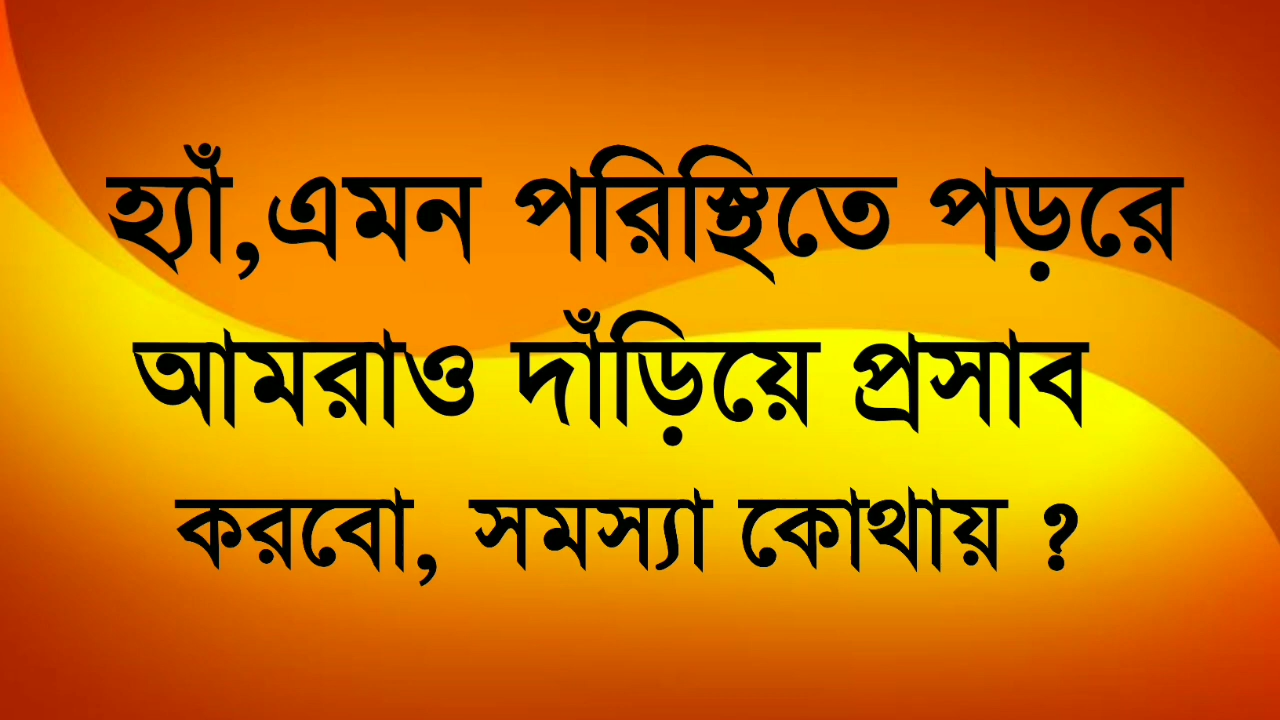 হ্যাঁ,এমন পরিস্থিতে পড়রে
আমরাও দাঁড়িয়ে প্রসাব
করবো, সমস্যা কোথায় ?